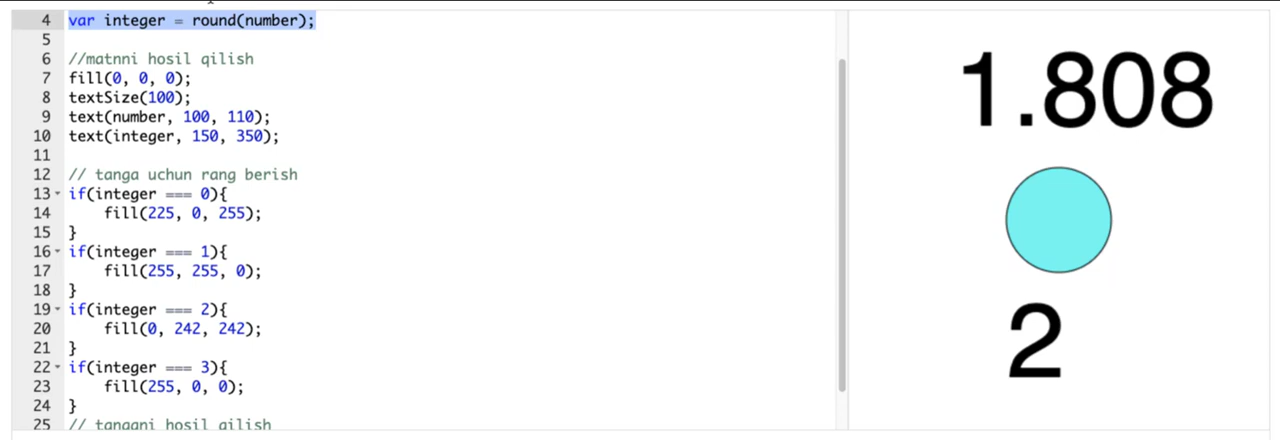 4 var integer = round(number);
5
6 //matnni hosil qilish
7 fill(0, 0, 0);
8 textSize(100);
9 text(number, 100, 110);
10 text(integer, 150, 350);
11
12 // tanga uchun rang berish
13 if(integer === 0){
14 fill(225, 0, 255);
15 }
16 if(integer === 1){
17 fill(255, 255, 0);
18 }
19 if(integer === 2){
20 fill(0, 242, 242);
21 }
22 if(integer === 3){
23 fill(255, 0, 0);
24 }
25 // tangani hosil qilish
1.808
2